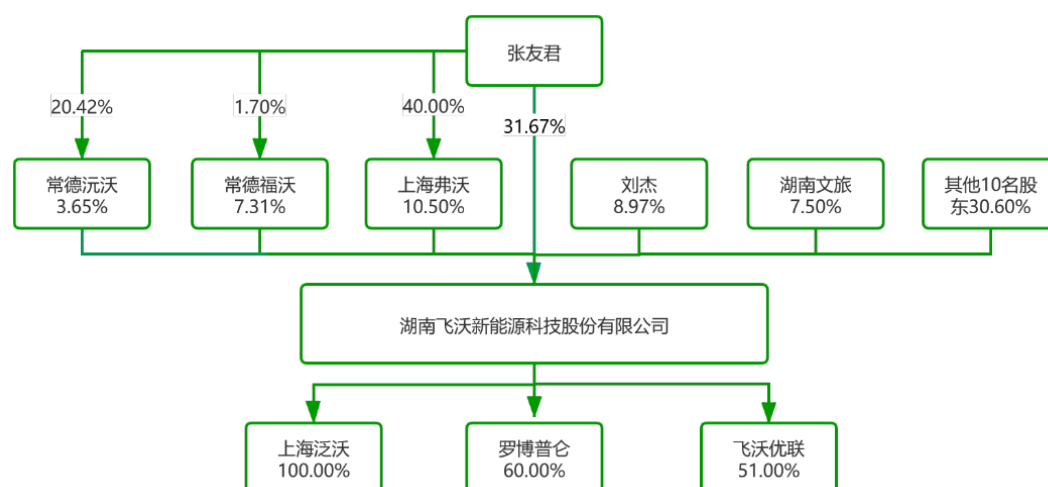 张友君
20.42%
1.70%
40.00%
31.67%
常德沅沃
3.65%
常德福沃
7.31%
上海弗沃
10.50%
刘杰
8.97%
湖南文旅
7.50%
其他10名股
东30.60%
湖南飞沃新能源科技股份有限公司
上海泛沃
100.00%
罗博普仑
60.00%
飞沃优联
51.00%